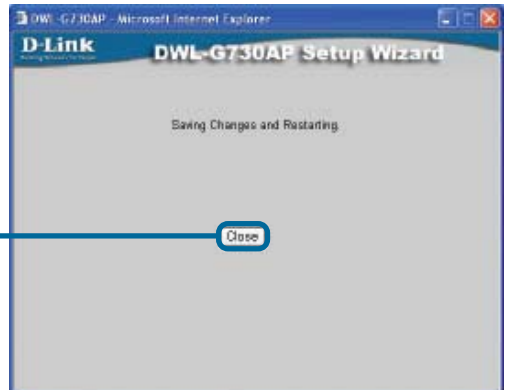 DWL-G730AP - Microsoft Internet Explorer
D-Link
DWL-G730AP Setup Wizard
Saving Changes and Restarting.
Close